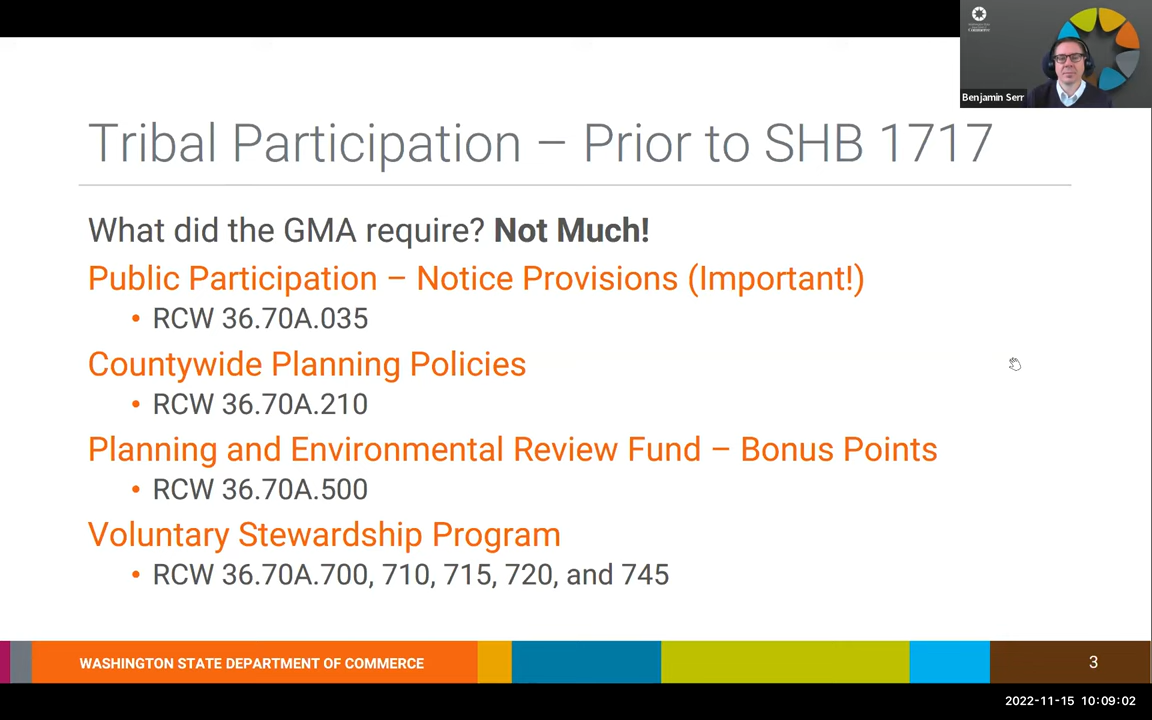 Benjamin Serr
Tribal Participation – Prior to SHB 1717
What did the GMA require? Not Much!
Public Participation – Notice Provisions (Important!)
• RCW 36.70A.035
Countywide Planning Policies
• RCW 36.70A.210
Planning and Environmental Review Fund – Bonus Points
• RCW 36.70A.500
Voluntary Stewardship Program
• RCW 36.70A.700, 710, 715, 720, and 745
WASHINGTON STATE DEPARTMENT OF COMMERCE
3
2022-11-15 10:09:02